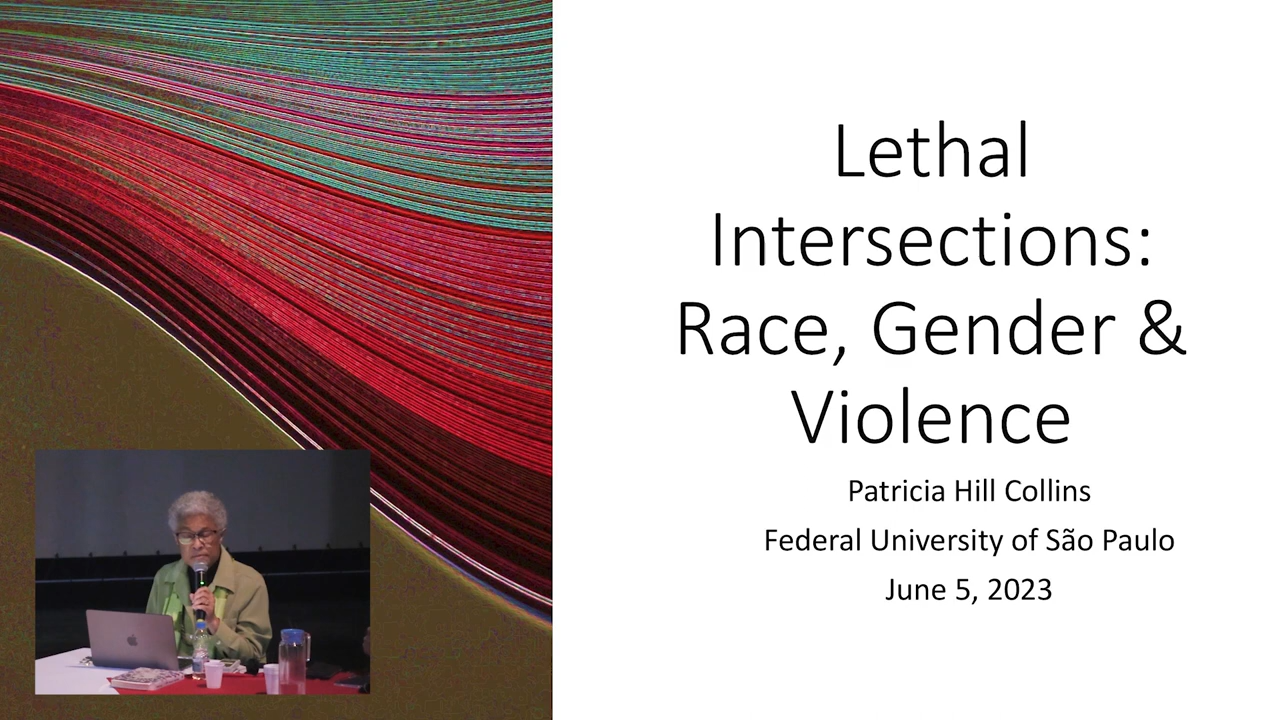 Lethal
Intersections:
Race, Gender &
Violence
Patricia Hill Collins
Federal University of São Paulo
June 5, 2023